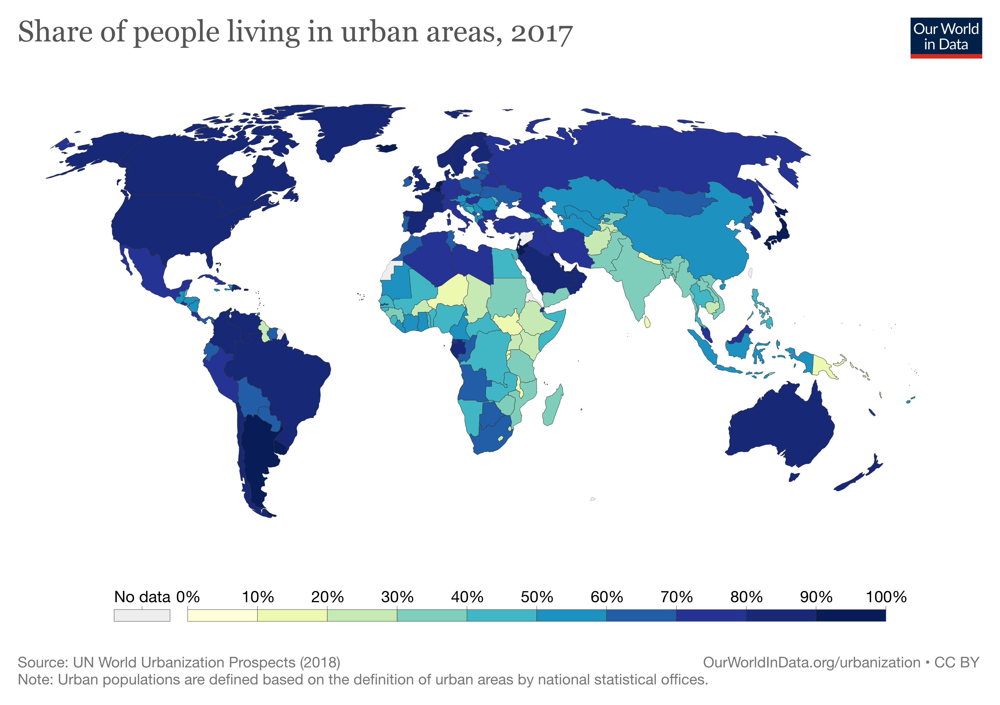 Share of people living in urban areas, 2017
Our World
in Data
No data 0% 10% 20% 30% 40% 50% 60% 70% 80% 90% 100%
Source: UN World Urbanization Prospects (2018)
OurWorldInData.org/urbanization • CC BY
Note: Urban populations are defined based on the definition of urban areas by national statistical offices.